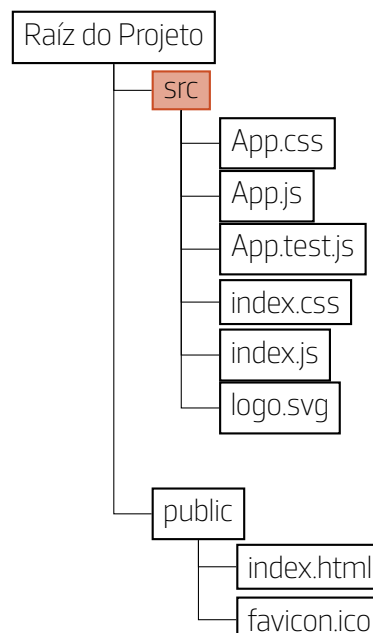 Raíz do Projeto
src
App.css
App.js
App.test.js
index.css
index.js
logo.svg
public
index.html
favicon.ico